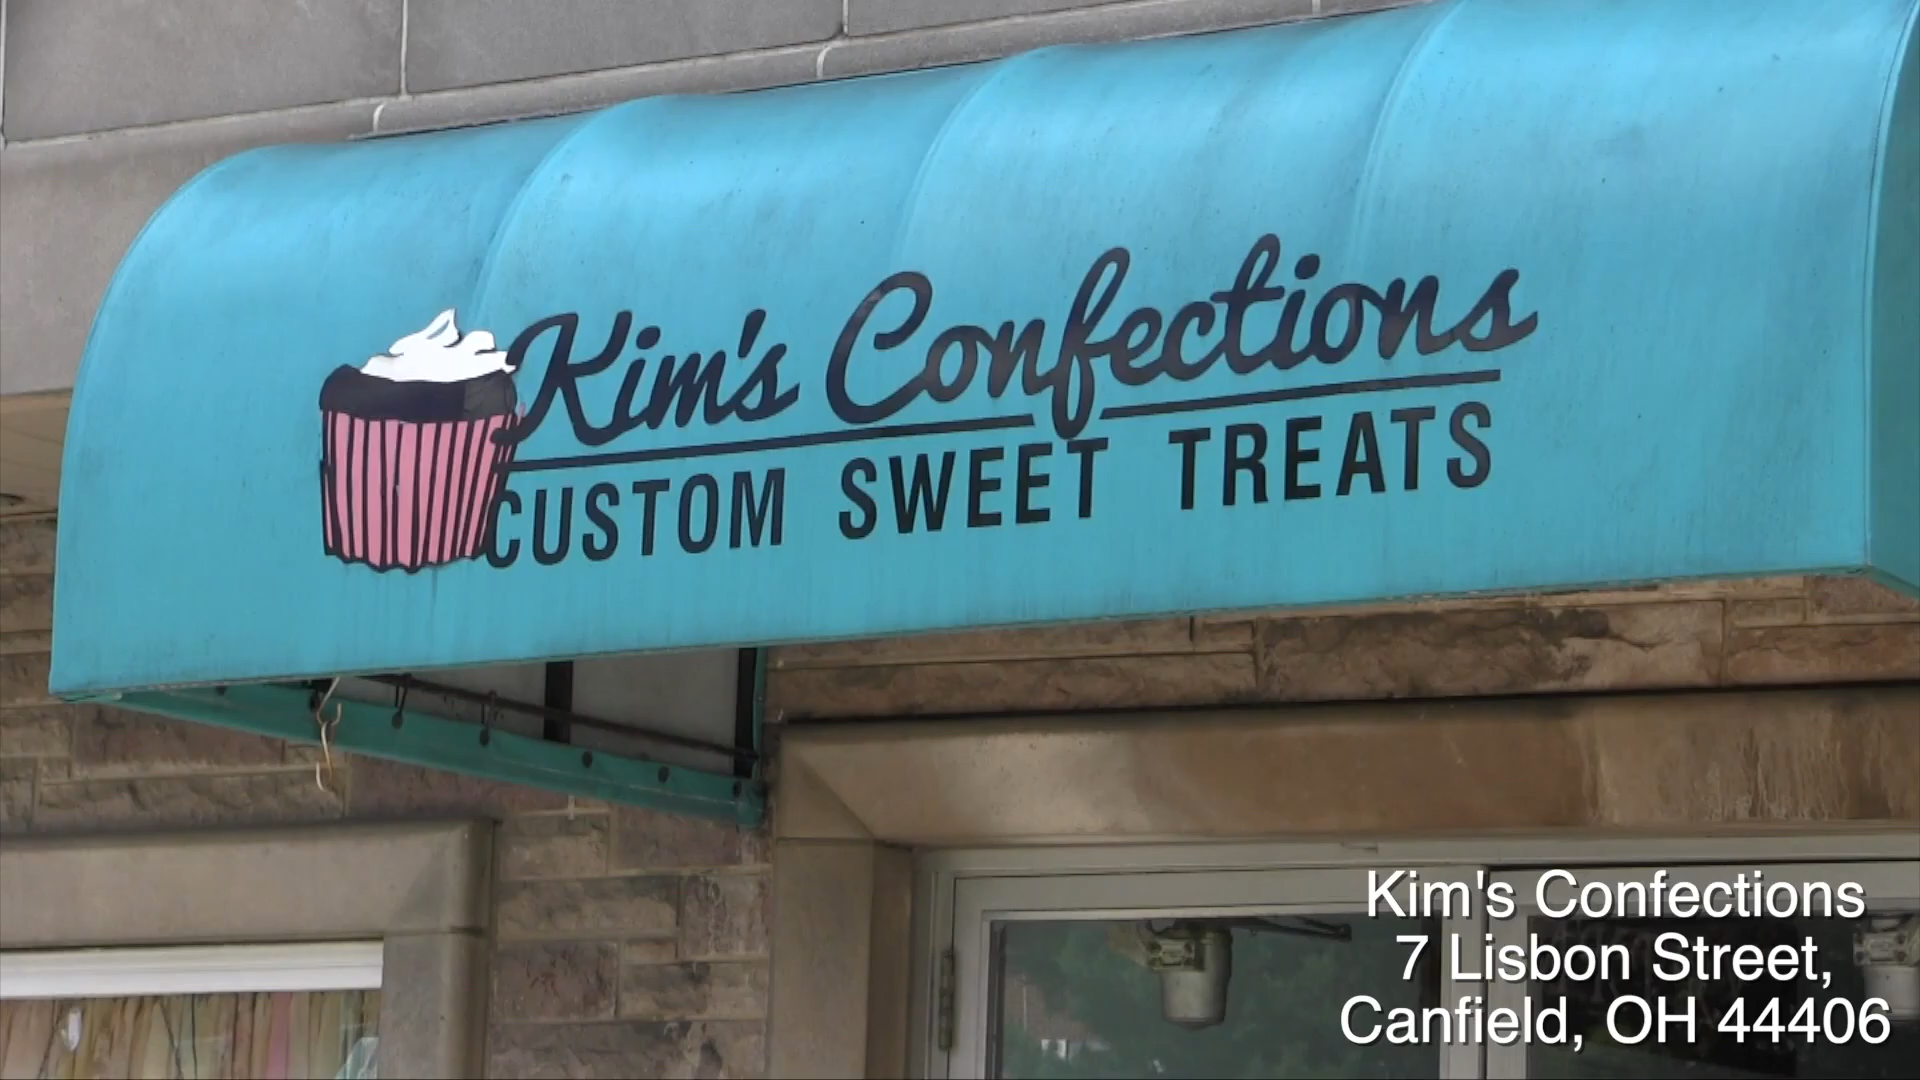 Kim's Confections
CUSTOM SWEET TREATS
Kim's Confections
7 Lisbon Street,
Canfield, OH 44406